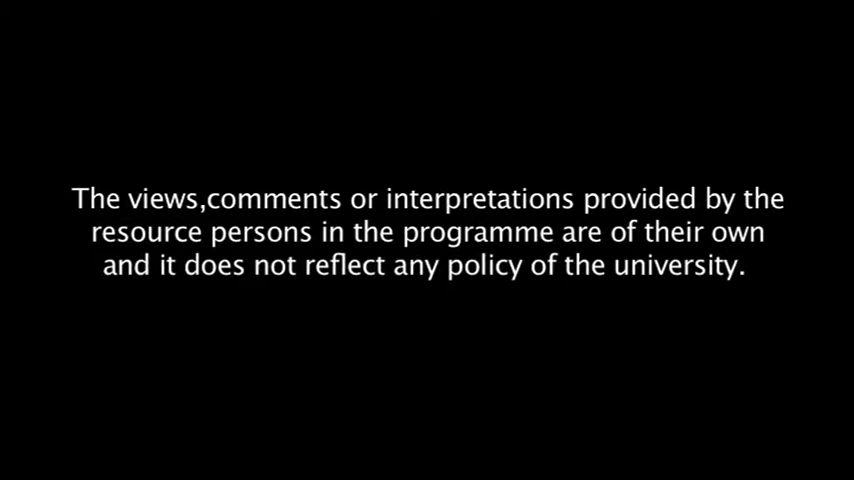 The views,comments or interpretations provided by the
resource persons in the programme are of their own
and it does not reflect any policy of the university.